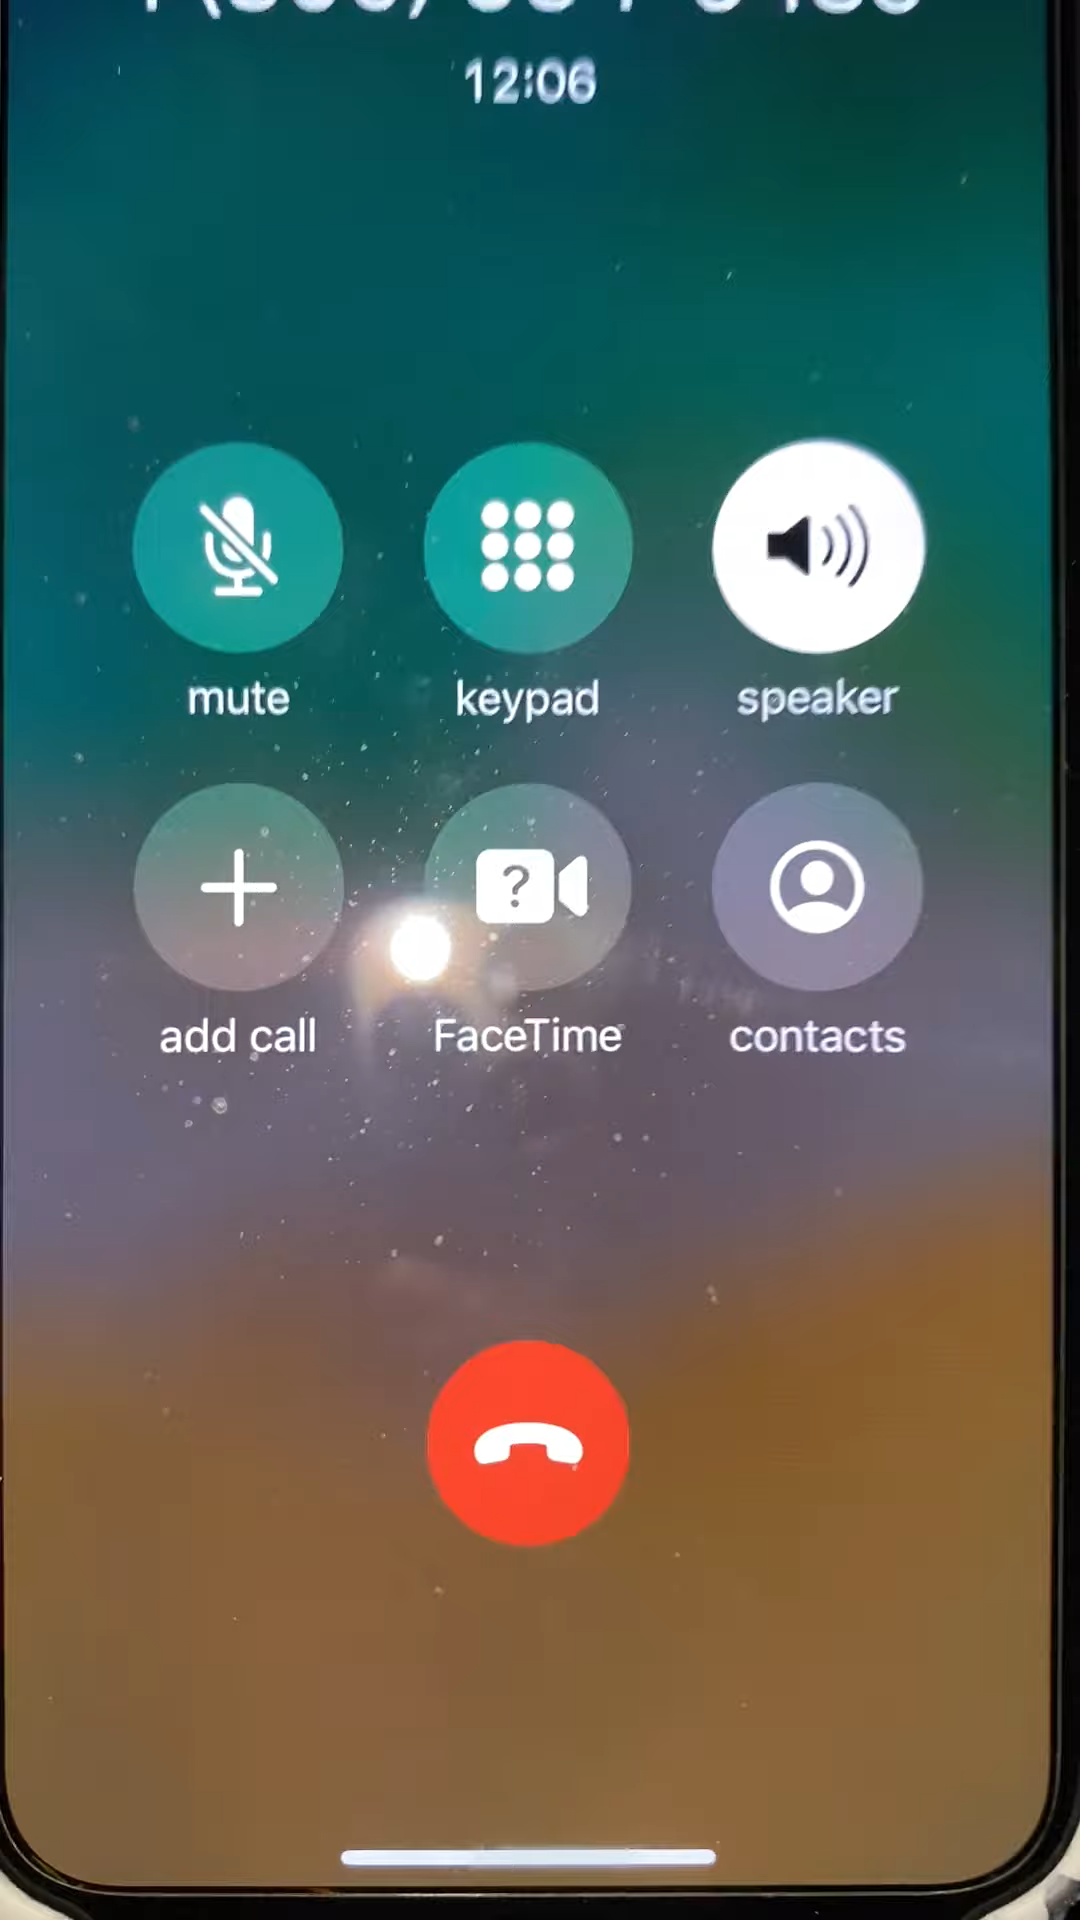 12:06
mute
keypad
speaker
?
add call
FaceTime
contacts